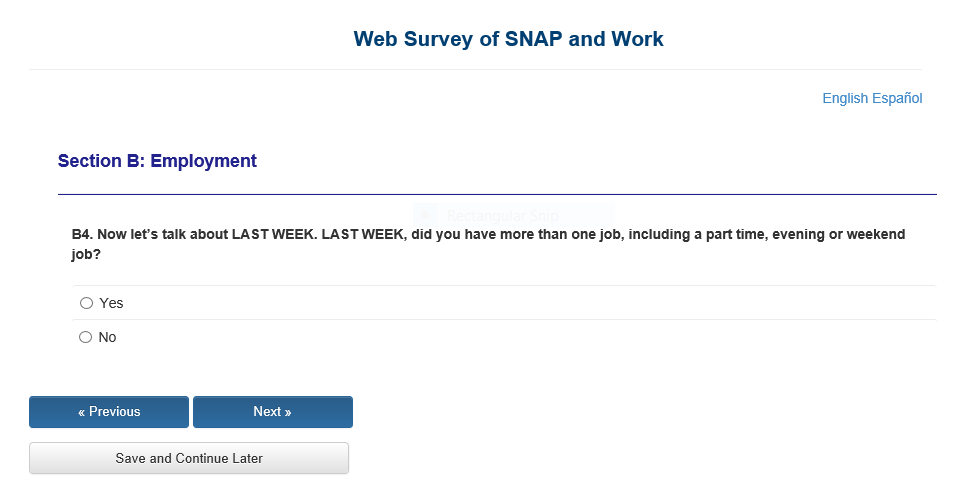 Web Survey of SNAP and Work
English Español
Section B: Employment
Rectangular Snip
B4. Now let’s talk about LAST WEEK. LAST WEEK, did you have more than one job, including a part time, evening or weekend
job?
Yes
No
« Previous
Next »
Save and Continue Later